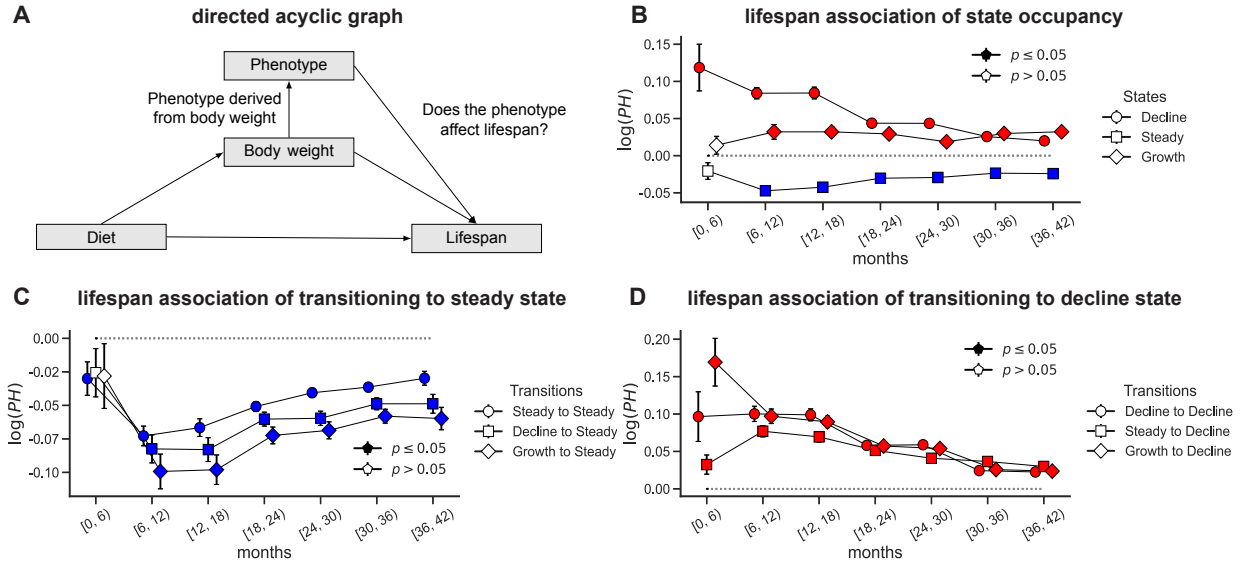 A directed acyclic graph
Phenotype
Phenotype derived
from body weight
Does the phenotype
affect lifespan?
Body weight
Diet
Lifespan
B lifespan association of state occupancy
0.15
0.10
0.05
0.00
-0.05
log(PH)
p ≤ 0.05
p > 0.05
States
Decline
Steady
Growth
[0, 6)
[6, 12)
[12, 18)
[18, 24)
[24, 30)
[30, 36)
[36, 42)
months
C lifespan association of transitioning to steady state
0.00
-0.02
-0.05
-0.07
-0.10
log(PH)
p ≤ 0.05
p > 0.05
Transitions
Steady to Steady
Decline to Steady
Growth to Steady
[0, 6)
[6, 12)
[12, 18)
[18, 24)
[24, 30)
[30, 36)
[36, 42)
months
D lifespan association of transitioning to decline state
0.20
0.15
0.10
0.05
0.00
log(PH)
p ≤ 0.05
p > 0.05
Transitions
Decline to Decline
Steady to Decline
Growth to Decline
[0, 6)
[6, 12)
[12, 18)
[18, 24)
[24, 30)
[30, 36)
[36, 42)
months